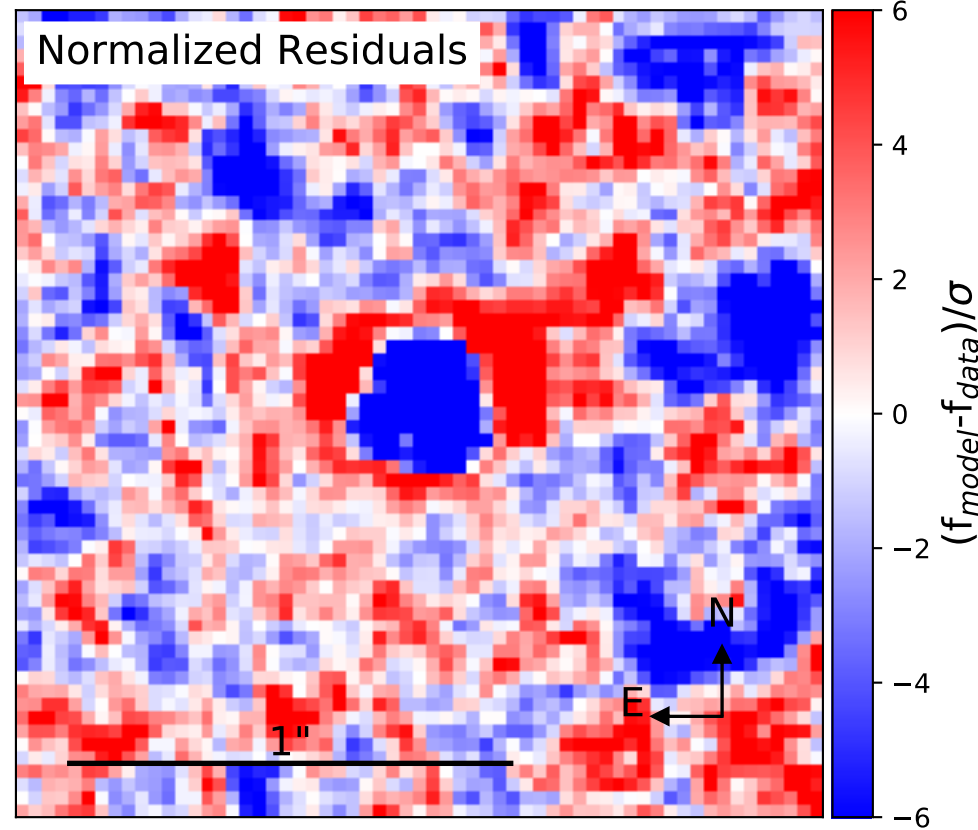 Normalized Residuals
6
4
2
0
−2
−4
−6
(f_model-f_data)/σ
N
E
1"